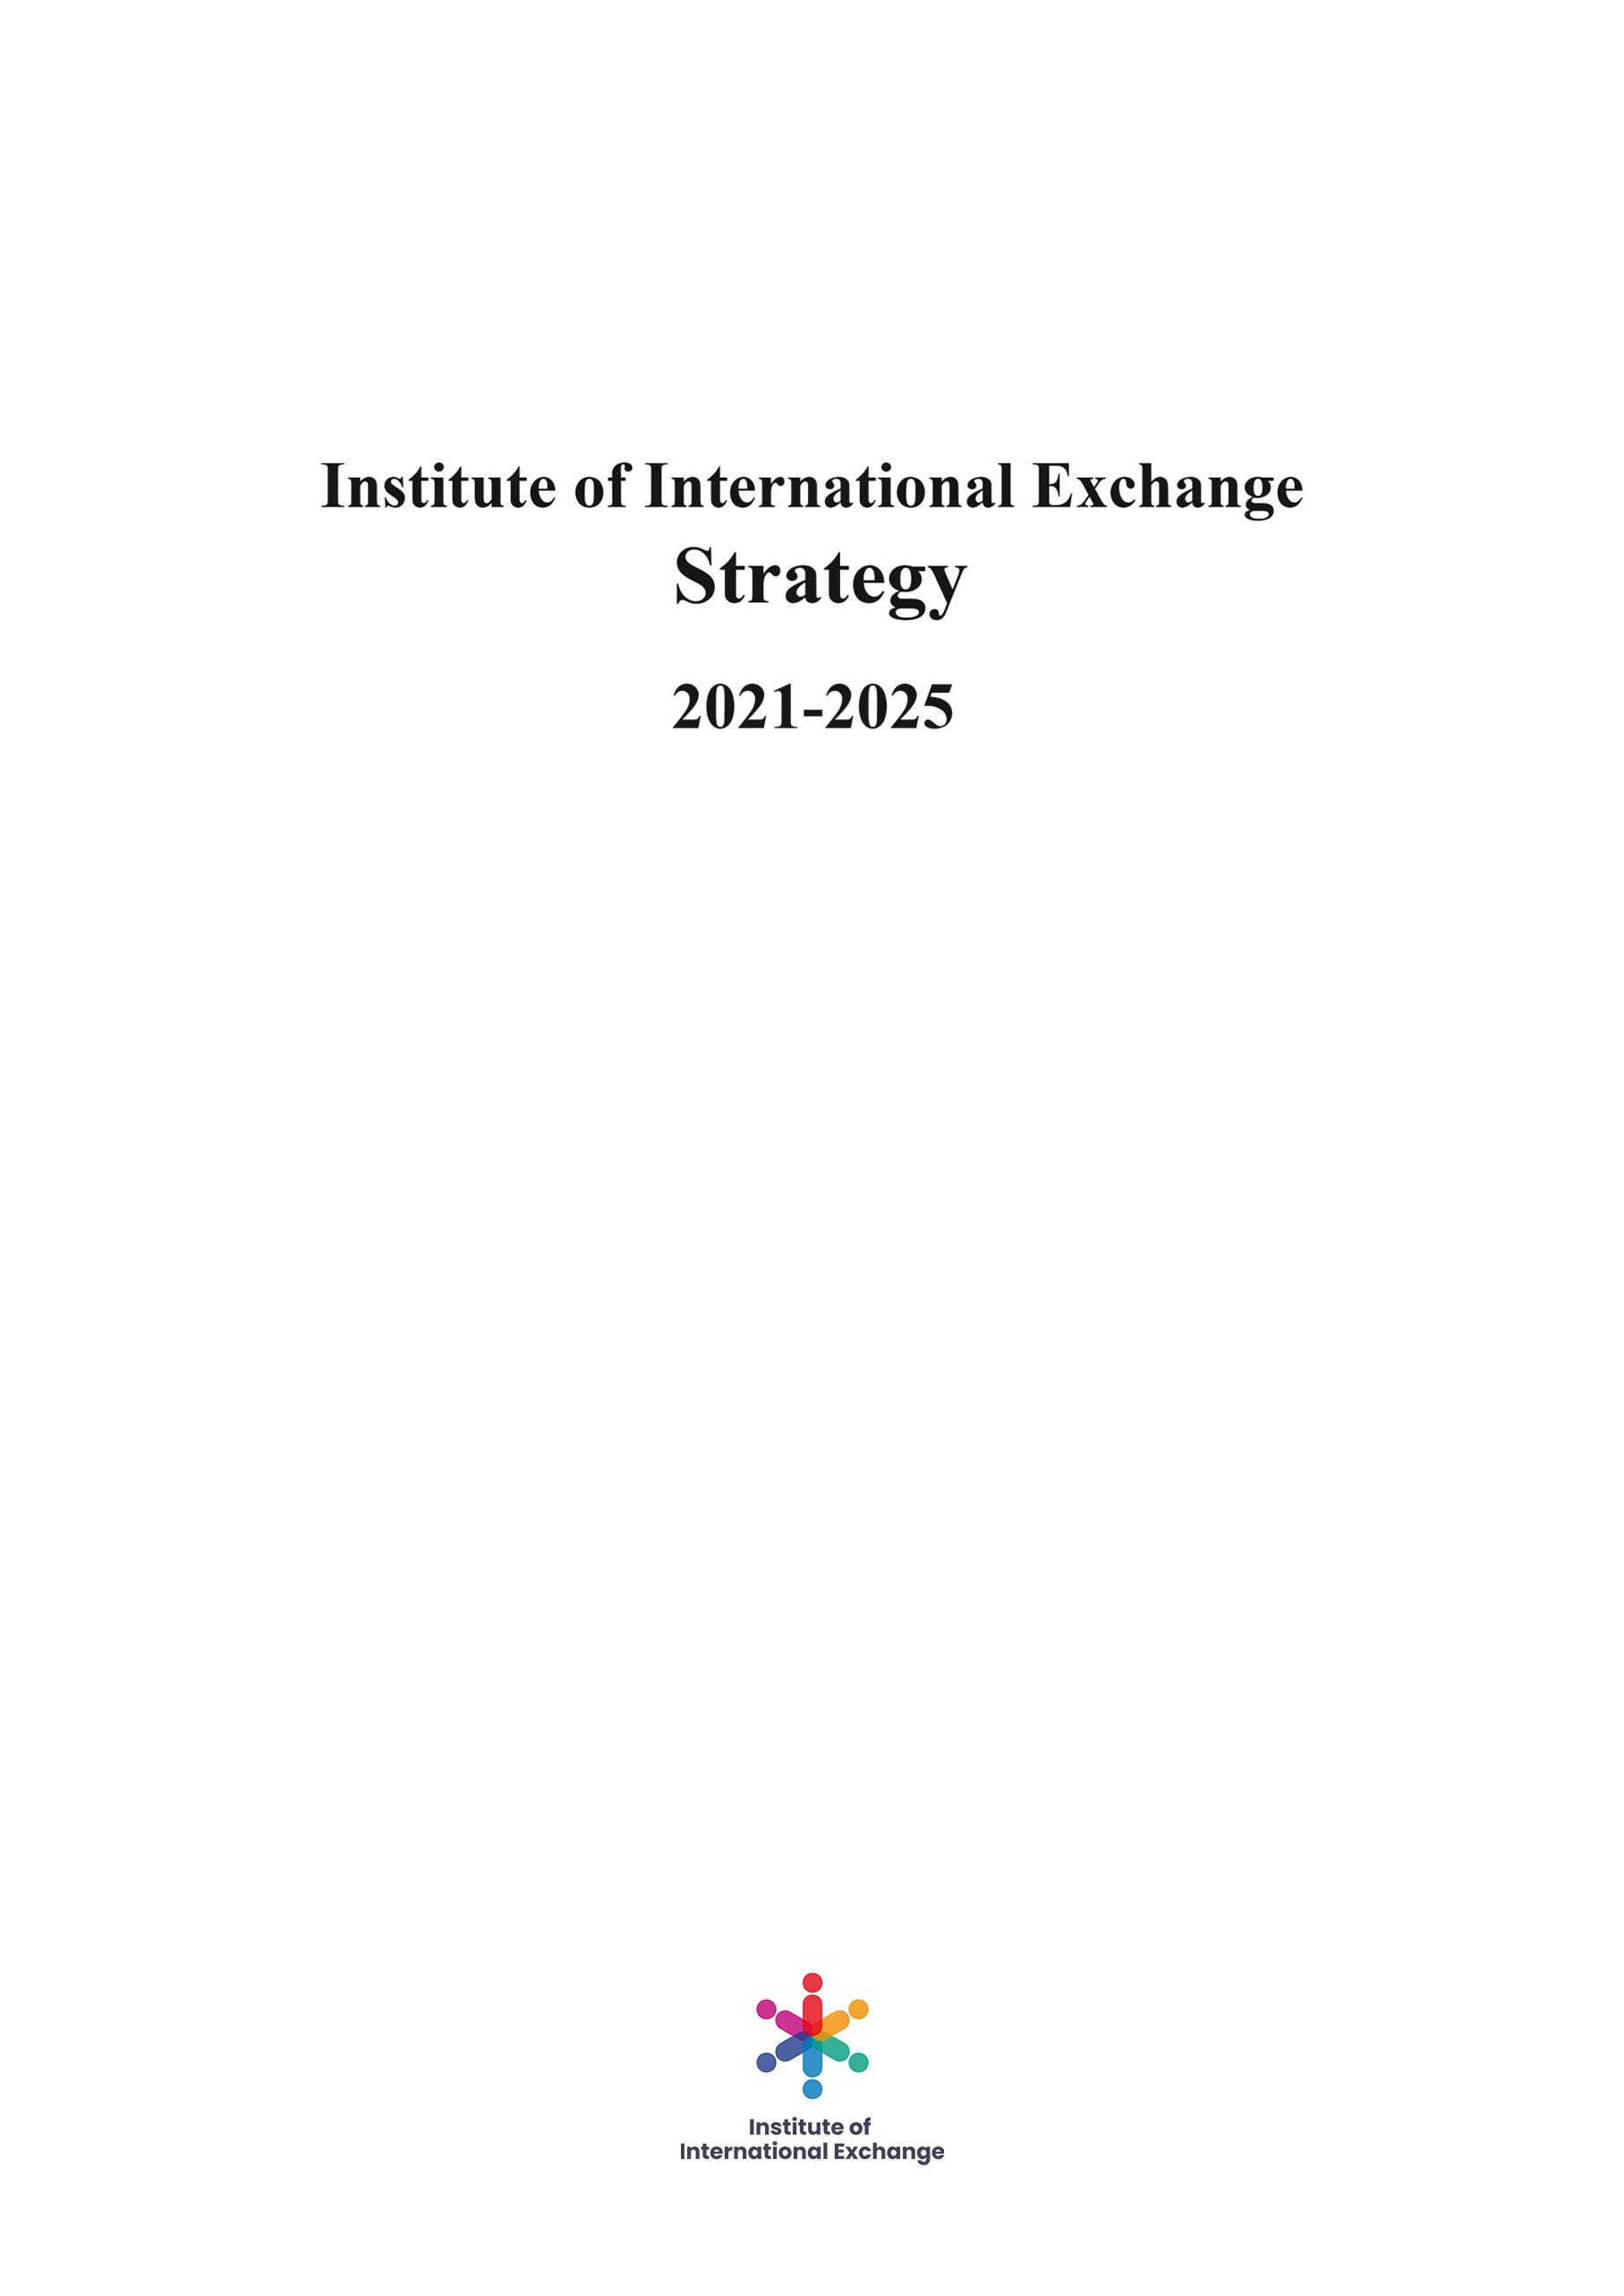 Institute of International Exchange
Strategy
2021-2025
Institute of
International Exchange